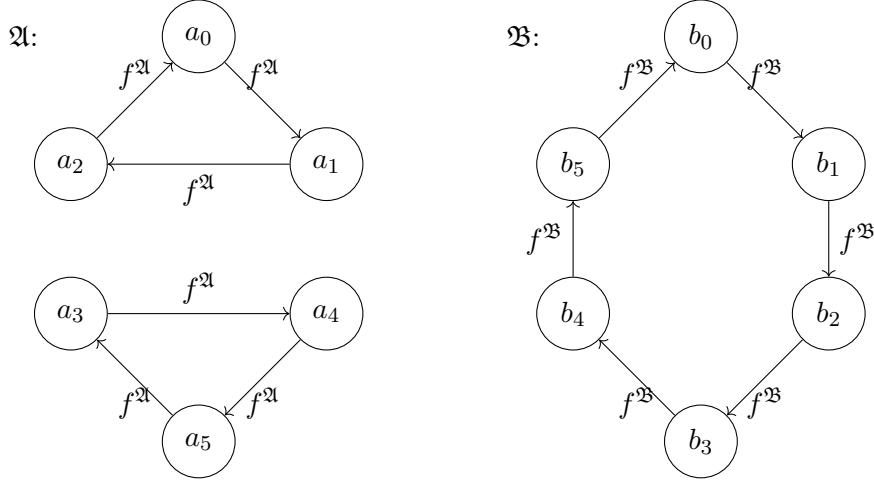 𝔄:
a₀
f^𝔄 f^𝔄
a₂ a₁
f^𝔄
f^𝔄
a₃ a₄
f^𝔄 f^𝔄
a₅
𝔅:
b₀
f^𝔅 f^𝔅
b₅ b₁
f^𝔅 f^𝔅
b₄ b₂
f^𝔅 f^𝔅
b₃